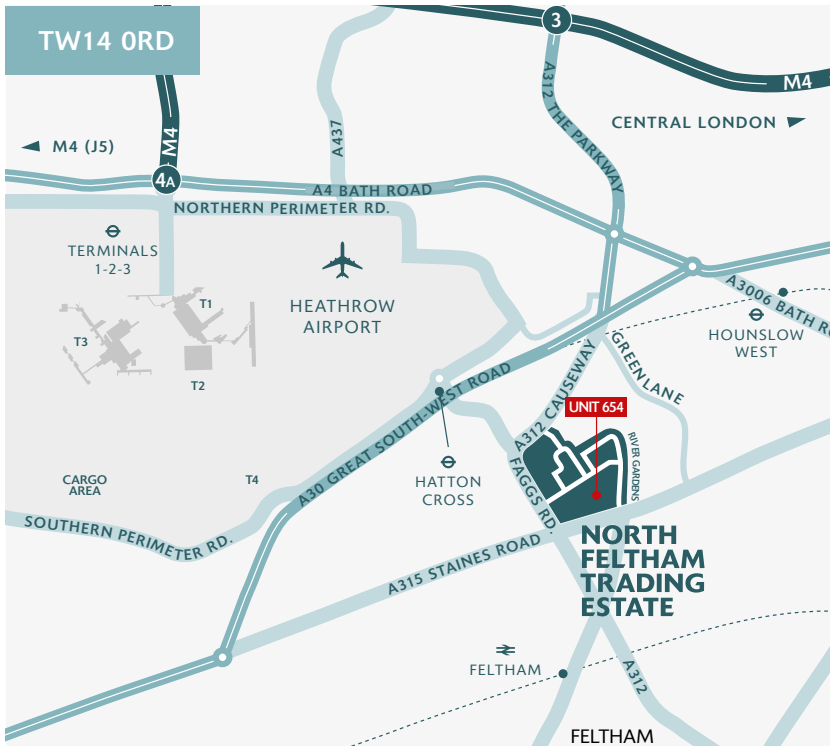 TW14 0RD
3
M4
M4
A312 THE PARKWAY
CENTRAL LONDON
M4 (J5)
A437
4A
A4 BATH ROAD
NORTHERN PERIMETER RD.
TERMINALS
1-2-3
HEATHROW
AIRPORT
T1
T3
T2
A3006 BATH RO
HOUNSLOW
WEST
GREEN LANE
A312 CAUSEWAY
UNIT 654
RIVER GARDENS
A30 GREAT SOUTH-WEST ROAD
HATTON
CROSS
FAGGS RD.
CARGO
AREA
T4
SOUTHERN PERIMETER RD.
A315 STAINES ROAD
NORTH
FELTHAM
TRADING
ESTATE
FELTHAM
A312
FELTHAM